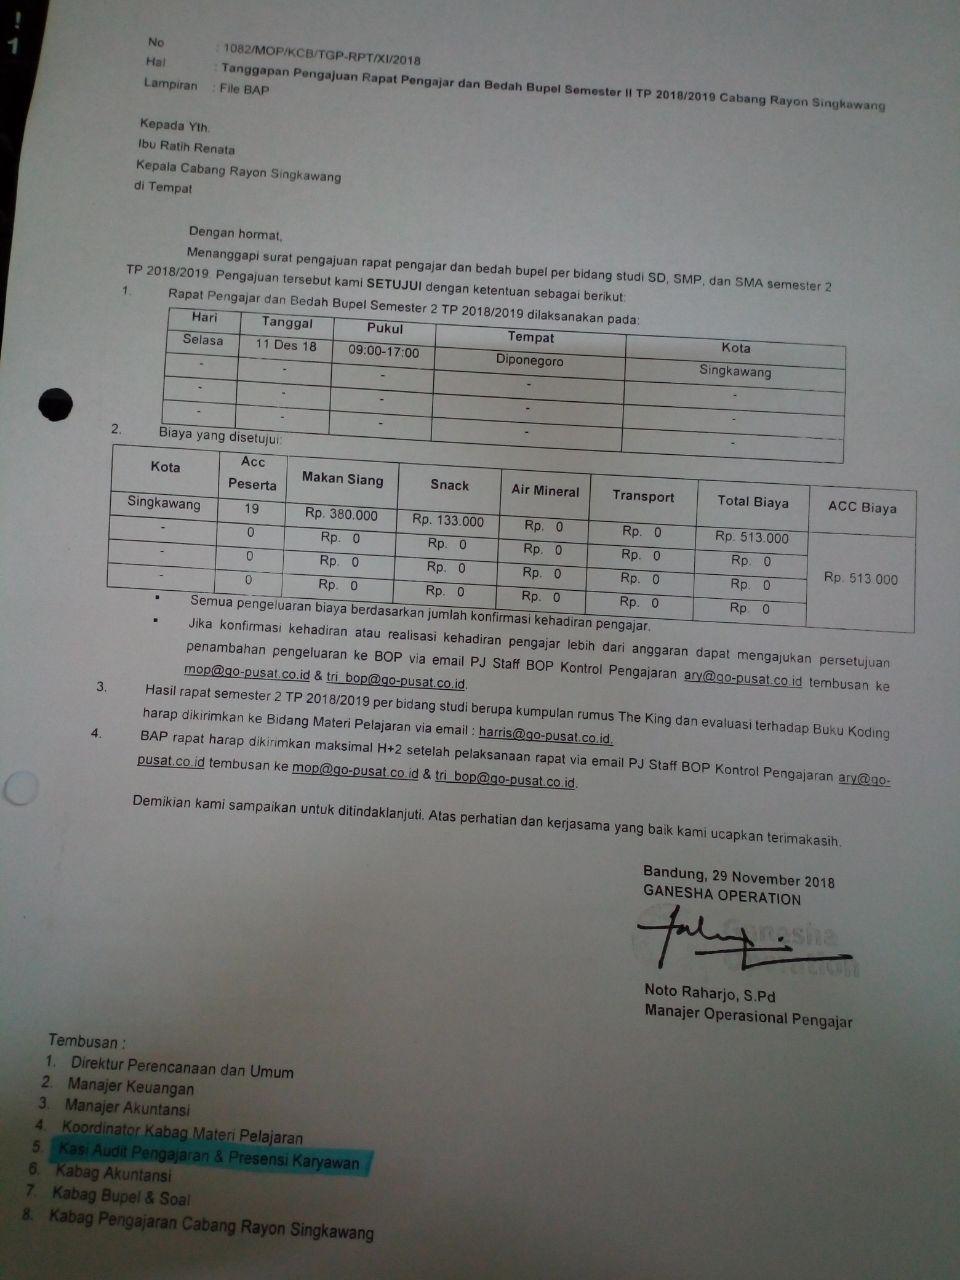 !
1
No : 1082/MOP/KCB/TGP-RPT/XI/2018
Hal : Tanggapan Pengajuan Rapat Pengajar dan Bedah Bupel Semester II TP 2018/2019 Cabang Rayon Singkawang
Lampiran : File BAP
Kepada Yth.
Ibu Ratih Renata
Kepala Cabang Rayon Singkawang
di Tempat
Dengan hormat,
Menanggapi surat pengajuan rapat pengajar dan bedah bupel per bidang studi SD, SMP, dan SMA semester 2
TP 2018/2019. Pengajuan tersebut kami SETUJUI dengan ketentuan sebagai berikut:
1. Rapat Pengajar dan Bedah Bupel Semester 2 TP 2018/2019 dilaksanakan pada:
Hari Tanggal Pukul Tempat Kota
Selasa 11 Des 18 09:00-17:00 Diponegoro Singkawang
- - - - -
- - - - -
- - - - -
2. Biaya yang disetujui:
Kota Acc Peserta Makan Siang Snack Air Mineral Transport Total Biaya ACC Biaya
Singkawang 19 Rp. 380.000 Rp. 133.000 Rp. 0 Rp. 0 Rp. 513.000 Rp. 513 000
- 0 Rp. 0 Rp. 0 Rp. 0 Rp. 0 Rp. 0
- 0 Rp. 0 Rp. 0 Rp. 0 Rp. 0 Rp. 0
- 0 Rp. 0 Rp. 0 Rp. 0 Rp. 0 Rp. 0
▪ Semua pengeluaran biaya berdasarkan jumlah konfirmasi kehadiran pengajar.
▪ Jika konfirmasi kehadiran atau realisasi kehadiran pengajar lebih dari anggaran dapat mengajukan persetujuan
penambahan pengeluaran ke BOP via email PJ Staff BOP Kontrol Pengajaran ary@go-pusat.co.id tembusan ke
mop@go-pusat.co.id & tri_bop@go-pusat.co.id.
3. Hasil rapat semester 2 TP 2018/2019 per bidang studi berupa kumpulan rumus The King dan evaluasi terhadap Buku Koding
harap dikirimkan ke Bidang Materi Pelajaran via email : harris@go-pusat.co.id.
4. BAP rapat harap dikirimkan maksimal H+2 setelah pelaksanaan rapat via email PJ Staff BOP Kontrol Pengajaran ary@go-
pusat.co.id tembusan ke mop@go-pusat.co.id & tri_bop@go-pusat.co.id.
Demikian kami sampaikan untuk ditindaklanjuti. Atas perhatian dan kerjasama yang baik kami ucapkan terimakasih.
Bandung, 29 November 2018
GANESHA OPERATION
Ganesha
Operation
Noto Raharjo, S.Pd
Manajer Operasional Pengajar
Tembusan :
1. Direktur Perencanaan dan Umum
2. Manajer Keuangan
3. Manajer Akuntansi
4. Koordinator Kabag Materi Pelajaran
5. Kasi Audit Pengajaran & Presensi Karyawan
6. Kabag Akuntansi
7. Kabag Bupel & Soal
8. Kabag Pengajaran Cabang Rayon Singkawang